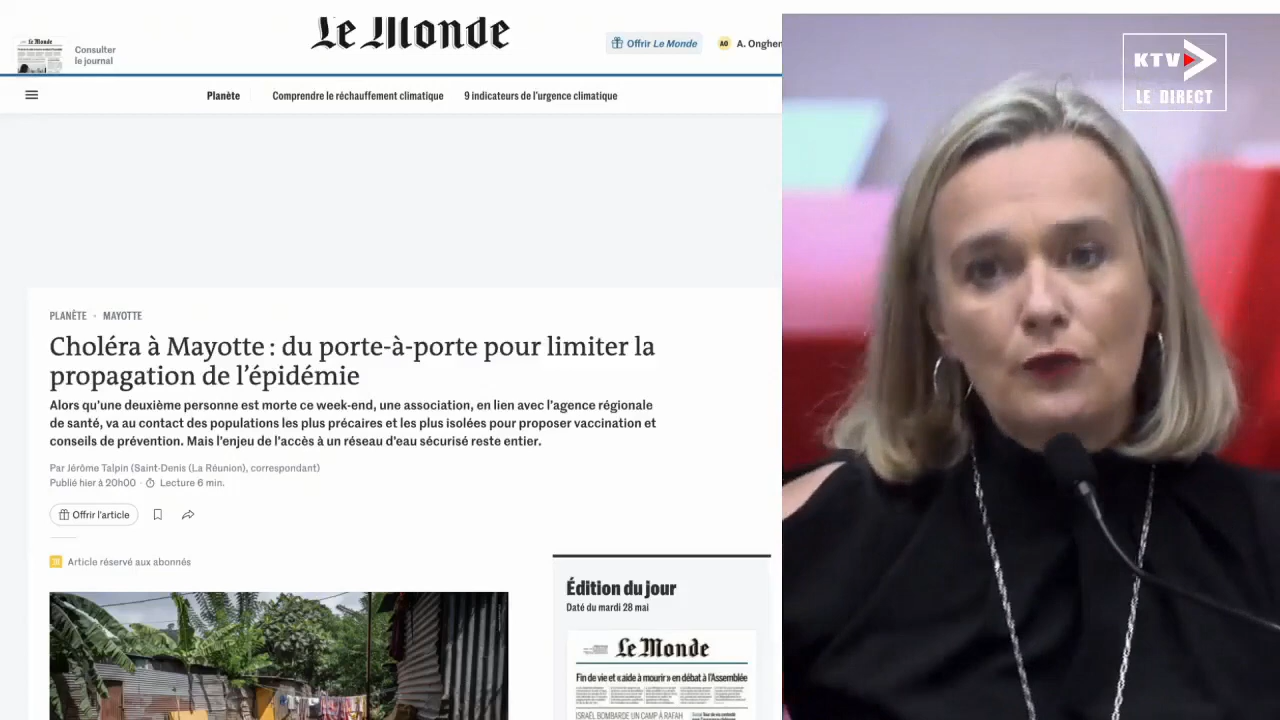 Le Monde
Consulter
le journal
Offrir Le Monde
AO
A. Onghen
Planète
Comprendre le réchauffement climatique
9 indicateurs de l'urgence climatique
KTV
LE DIRECT
PLANÈTE · MAYOTTE
Choléra à Mayotte : du porte-à-porte pour limiter la
propagation de l'épidémie
Alors qu'une deuxième personne est morte ce week-end, une association, en lien avec l'agence régionale
de santé, va au contact des populations les plus précaires et les plus isolées pour proposer vaccination et
conseils de prévention. Mais l'enjeu de l'accès à un réseau d'eau sécurisé reste entier.
Par Jérôme Talpin (Saint-Denis (La Réunion), correspondant)
Publié hier à 20h00 · Lecture 6 min.
Offrir l'article
Article réservé aux abonnés
Édition du jour
Daté du mardi 28 mai
Le Monde
Fin de vie et « aide à mourir » en débat à l'Assemblée
ISRAËL BOMBARDE UN CAMP À RAFAH